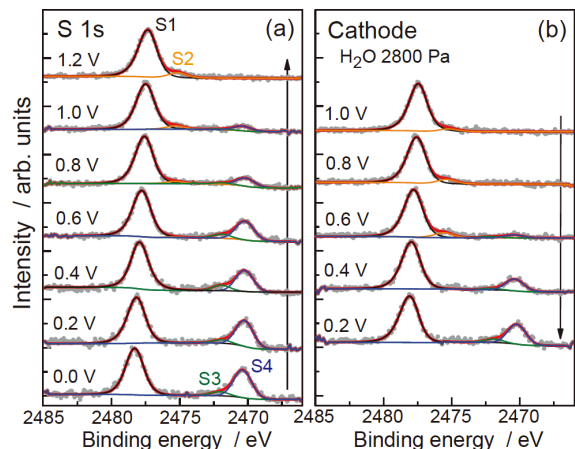 S 1s
S1
(a)
1.2 V
S2
1.0 V
0.8 V
0.6 V
0.4 V
0.2 V
0.0 V
S3
S4
2485
2480
2475
2470
Binding energy / eV
Intensity / arb. units
Cathode
(b)
H₂O 2800 Pa
1.0 V
0.8 V
0.6 V
0.4 V
0.2 V
2485
2480
2475
2470
Binding energy / eV